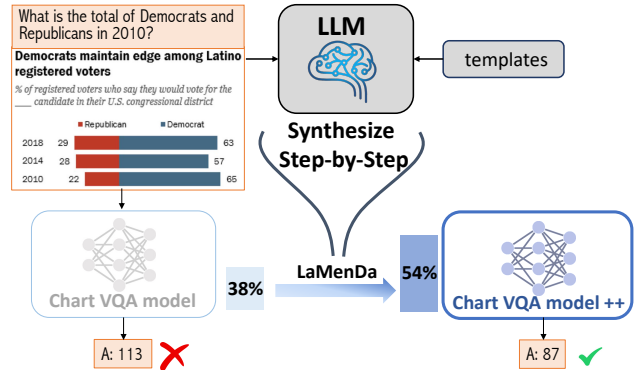 What is the total of Democrats and
Republicans in 2010?
Democrats maintain edge among Latino
registered voters
% of registered voters who say they would vote for the
___ candidate in their U.S. congressional district
Republican Democrat
2018 29 63
2014 28 57
2010 22 65
LLM
templates
Synthesize
Step-by-Step
Chart VQA model
38%
LaMenDa
54%
Chart VQA model ++
A: 113
A: 87